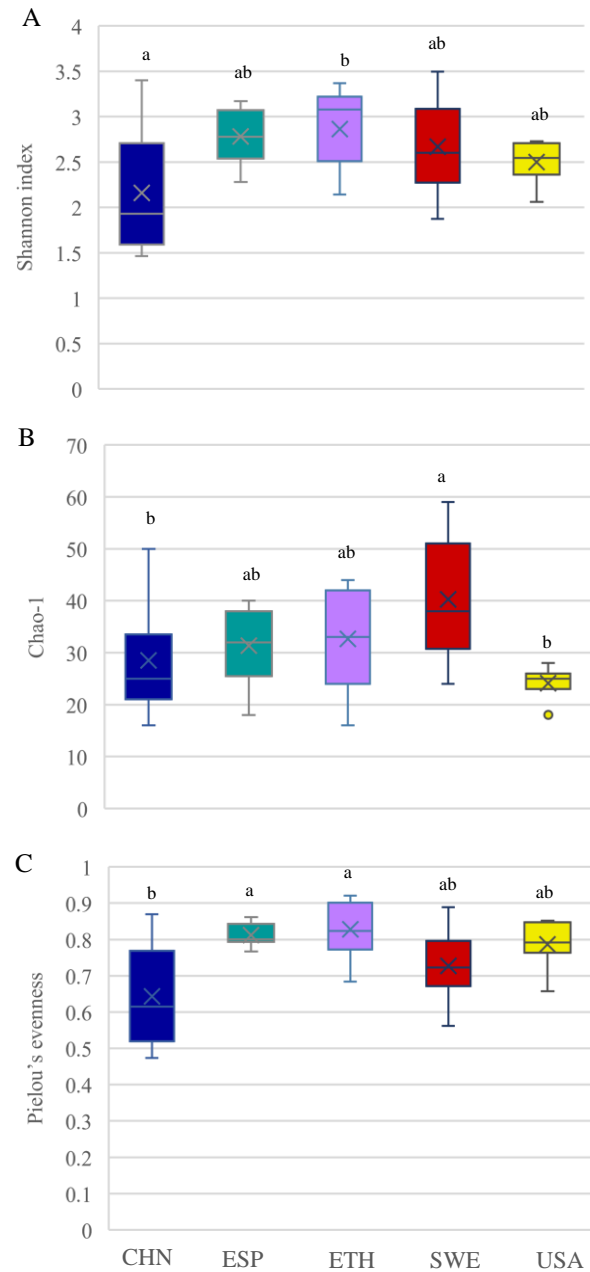 A
4
3.5
3
2.5
2
1.5
1
0.5
0
Shannon index
a
ab
b
ab
ab
B
70
60
50
40
30
20
10
0
Chao-1
b
ab
ab
a
b
C
1
0.9
0.8
0.7
0.6
0.5
0.4
0.3
0.2
0.1
0
Pielou’s evenness
b
a
a
ab
ab
CHN ESP ETH SWE USA